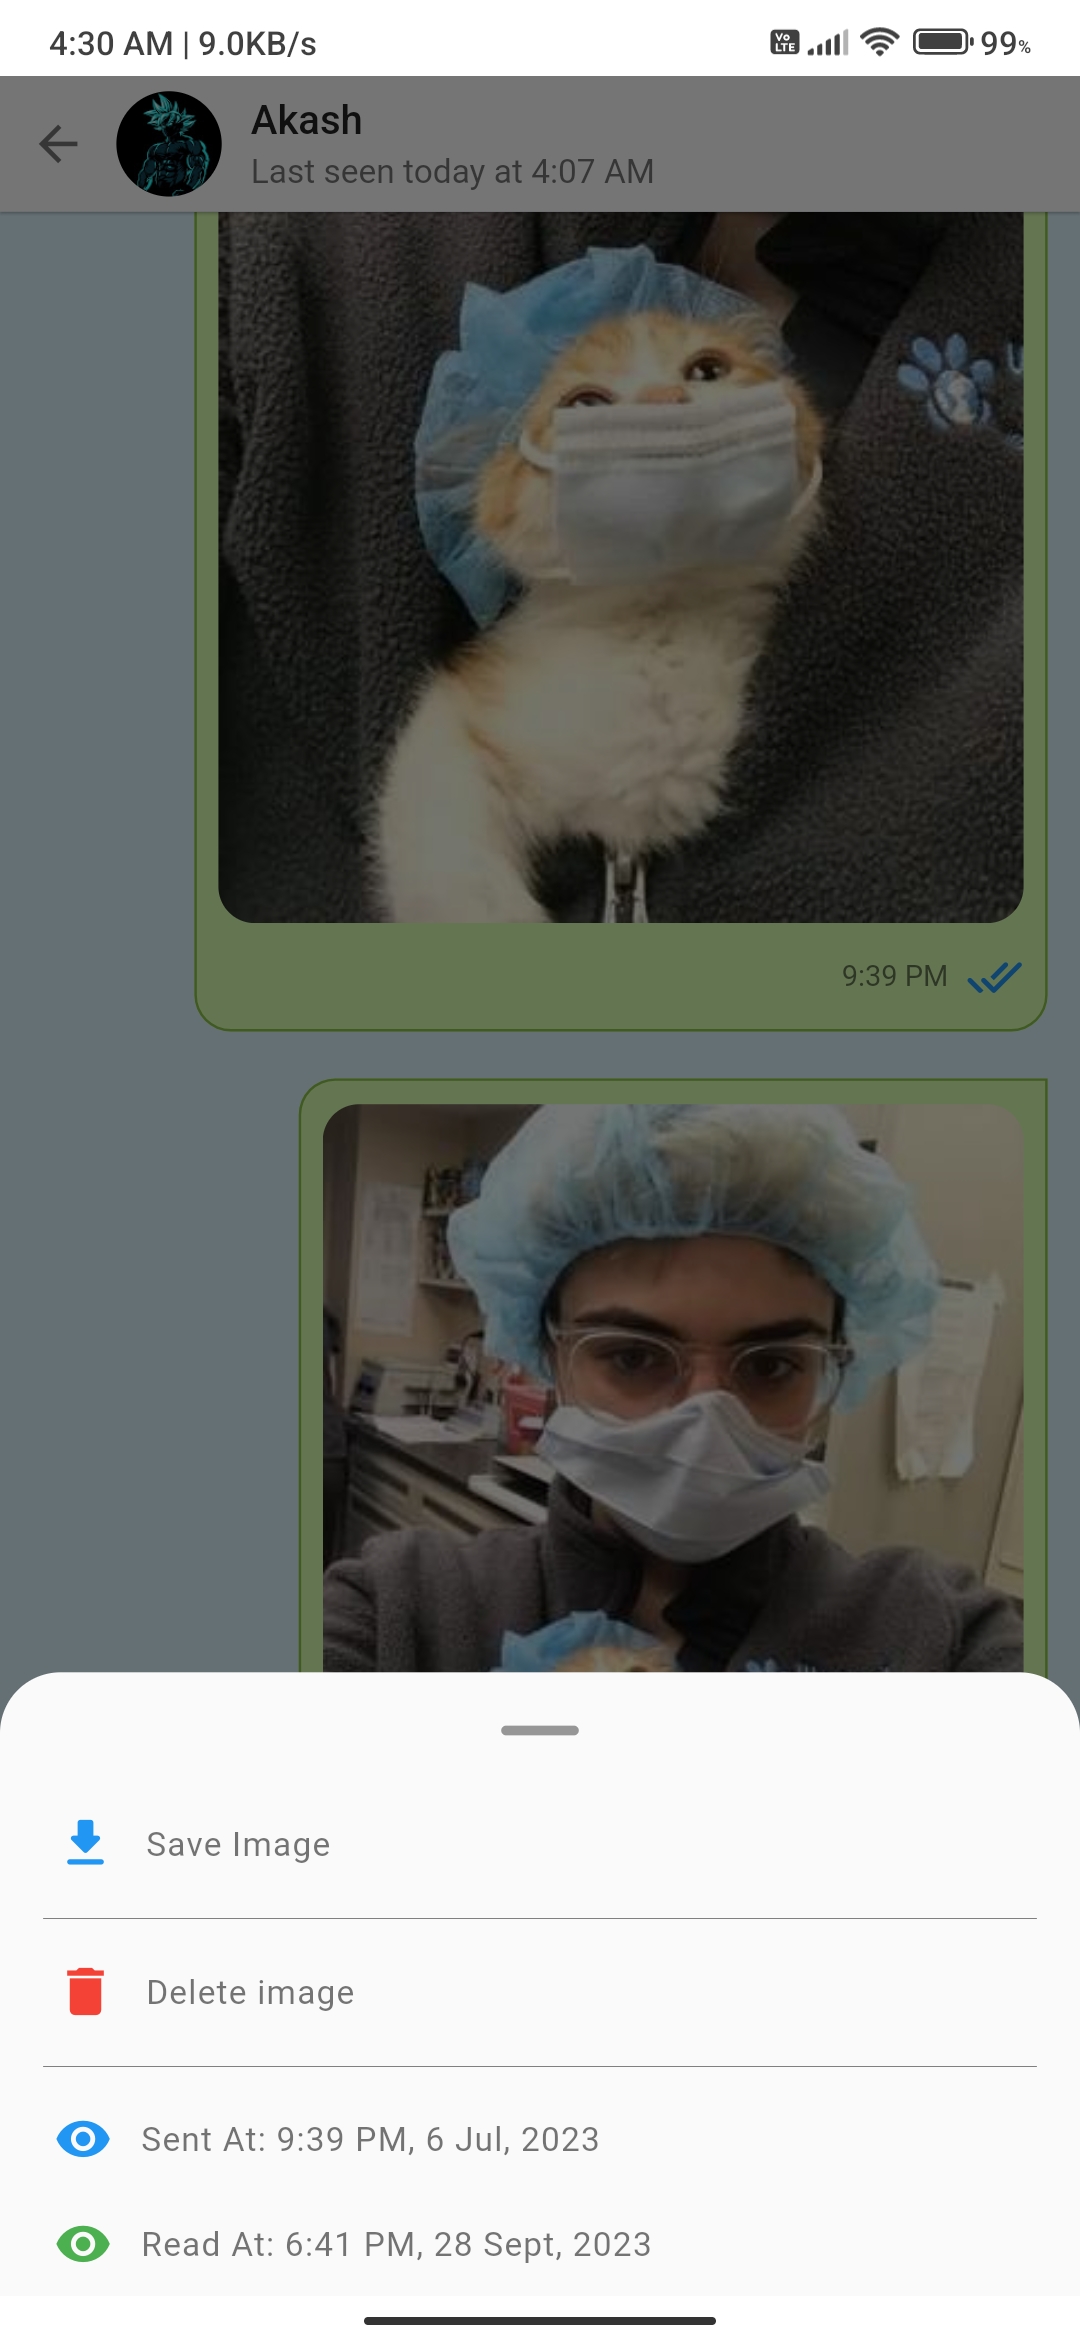 4:30 AM | 9.0KB/s
Vo LTE 99%
Akash
Last seen today at 4:07 AM
9:39 PM
Save Image
Delete image
Sent At: 9:39 PM, 6 Jul, 2023
Read At: 6:41 PM, 28 Sept, 2023